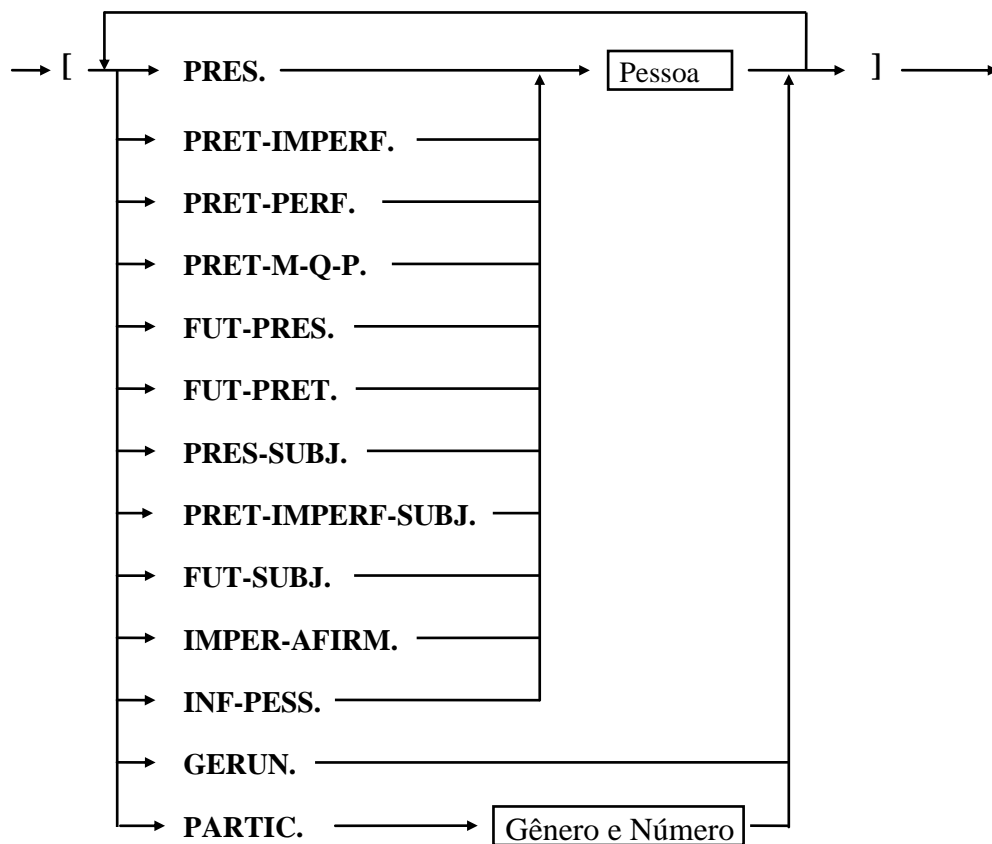 [ PRES. Pessoa ]
PRET-IMPERF.
PRET-PERF.
PRET-M-Q-P.
FUT-PRES.
FUT-PRET.
PRES-SUBJ.
PRET-IMPERF-SUBJ.
FUT-SUBJ.
IMPER-AFIRM.
INF-PESS.
GERUN.
PARTIC. Gênero e Número